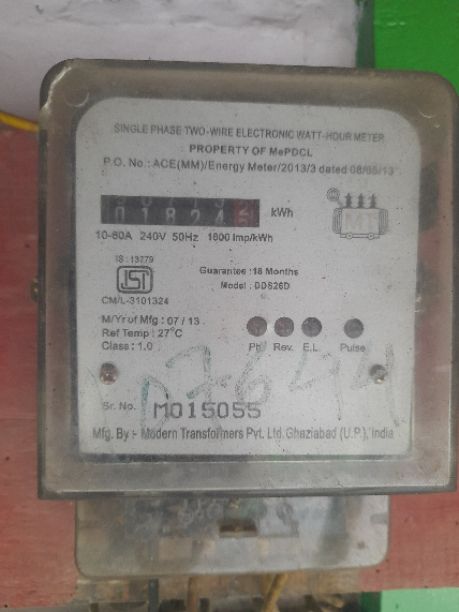 SINGLE PHASE TWO-WIRE ELECTRONIC WATT-HOUR METER
PROPERTY OF MePDCL
P.O. No.: ACE(MM)/Energy Meter/2013/3 dated 08/05/13
01824 kWh
10-60A 240V 50Hz 1600 imp/kWh
MT
IS:13779
ISI
CM/L-3101324
Guarantee :18 Months
Model : DDS26D
M/Yr of Mfg : 07 / 13
Ref Temp : 27°C
Class : 1.0
Ph. Rev. E.L. Pulse
Sr. No. MO15055
Mfg. By :- Modern Transformers Pvt. Ltd. Ghaziabad (U.P.), India